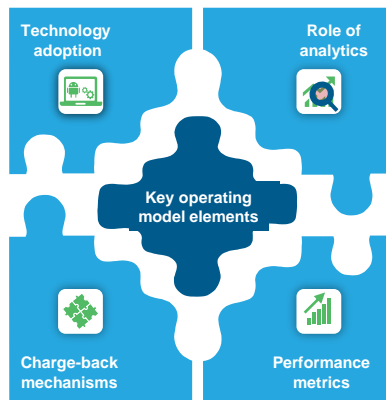 Technology
adoption
Role of
analytics
Key operating
model elements
Charge-back
mechanisms
Performance
metrics